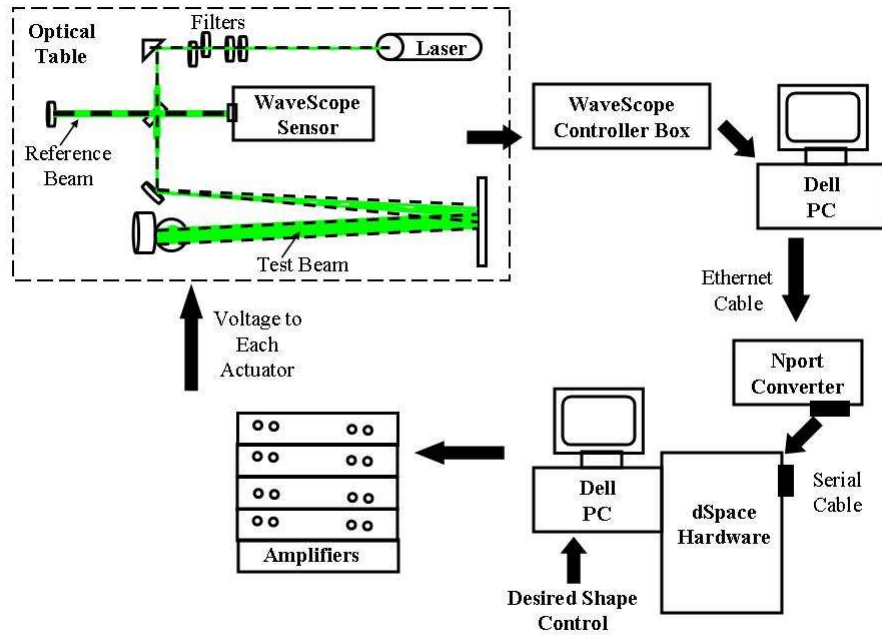 Filters
Optical
Table
Laser
WaveScope
Sensor
Reference
Beam
Test Beam
WaveScope
Controller Box
Dell
PC
Ethernet
Cable
Nport
Converter
Serial
Cable
dSpace
Hardware
Dell
PC
Desired Shape
Control
Amplifiers
Voltage to
Each
Actuator